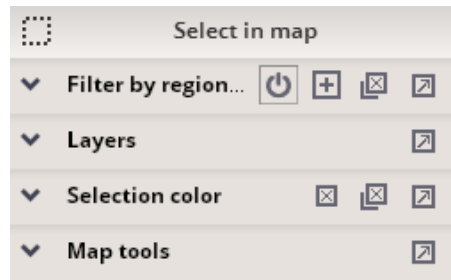 Select in map
Filter by region...
Layers
Selection color
Map tools